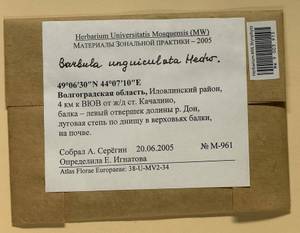 Herbarium Universitatis Mosquensis (MW)
Материалы Зональной практики – 2005
Barbula unguiculata Hedw.
49°06'30"N 44°07'10"E
Волгоградская область, Иловлинский район,
4 км к ВЮВ от ж/д ст. Качалино,
балка – левый отвершек долины р. Дон,
луговая степь по днищу в верховьях балки,
на почве.
Собрал А. Серёгин 20.06.2005 № М-961
Определила Е. Игнатова
Atlas Florae Europaeae: 38-U-MV2-34